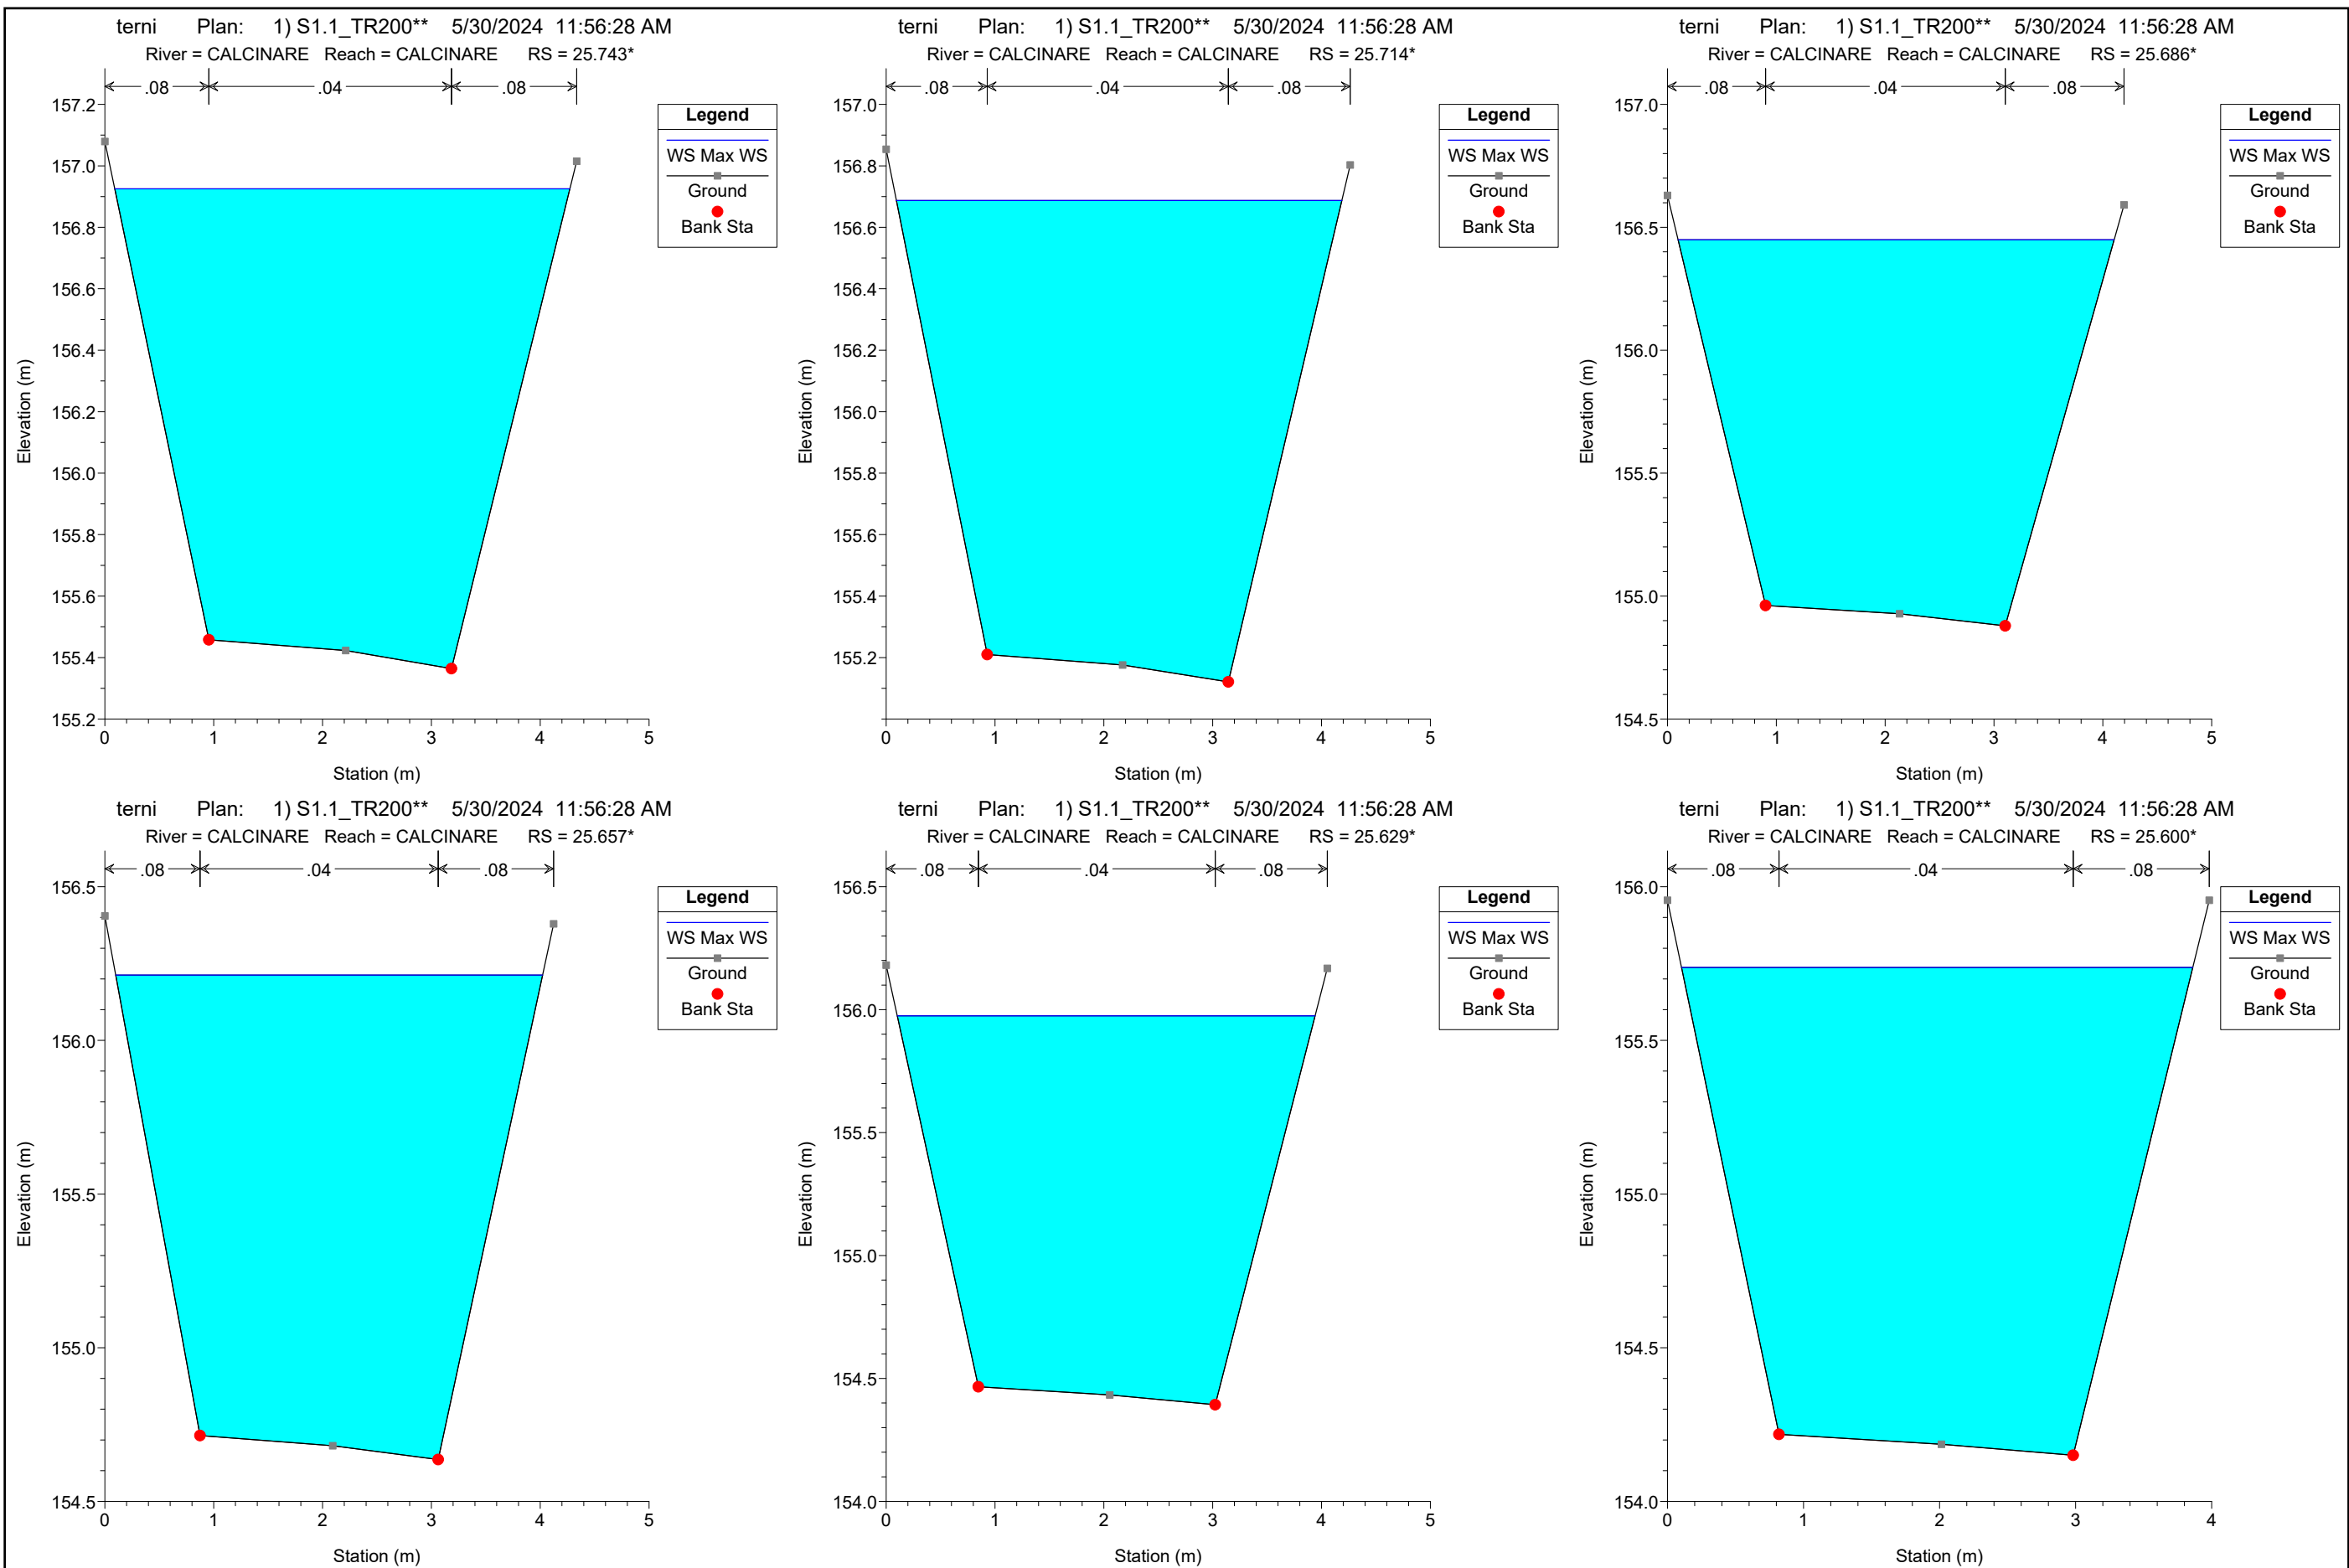 terni Plan: 1) S1.1_TR200** 5/30/2024 11:56:28 AM
River = CALCINARE Reach = CALCINARE RS = 25.743*
.08 .04 .08
157.2
157.0
156.8
156.6
156.4
156.2
156.0
155.8
155.6
155.4
155.2
Elevation (m)
0 1 2 3 4 5
Station (m)
Legend
WS Max WS
Ground
Bank Sta
terni Plan: 1) S1.1_TR200** 5/30/2024 11:56:28 AM
River = CALCINARE Reach = CALCINARE RS = 25.714*
.08 .04 .08
157.0
156.8
156.6
156.4
156.2
156.0
155.8
155.6
155.4
155.2
Elevation (m)
0 1 2 3 4 5
Station (m)
Legend
WS Max WS
Ground
Bank Sta
terni Plan: 1) S1.1_TR200** 5/30/2024 11:56:28 AM
River = CALCINARE Reach = CALCINARE RS = 25.686*
.08 .04 .08
157.0
156.5
156.0
155.5
155.0
154.5
Elevation (m)
0 1 2 3 4 5
Station (m)
Legend
WS Max WS
Ground
Bank Sta
terni Plan: 1) S1.1_TR200** 5/30/2024 11:56:28 AM
River = CALCINARE Reach = CALCINARE RS = 25.657*
.08 .04 .08
156.5
156.0
155.5
155.0
154.5
Elevation (m)
0 1 2 3 4 5
Station (m)
Legend
WS Max WS
Ground
Bank Sta
terni Plan: 1) S1.1_TR200** 5/30/2024 11:56:28 AM
River = CALCINARE Reach = CALCINARE RS = 25.629*
.08 .04 .08
156.5
156.0
155.5
155.0
154.5
154.0
Elevation (m)
0 1 2 3 4 5
Station (m)
Legend
WS Max WS
Ground
Bank Sta
terni Plan: 1) S1.1_TR200** 5/30/2024 11:56:28 AM
River = CALCINARE Reach = CALCINARE RS = 25.600*
.08 .04 .08
156.0
155.5
155.0
154.5
154.0
Elevation (m)
0 1 2 3 4
Station (m)
Legend
WS Max WS
Ground
Bank Sta